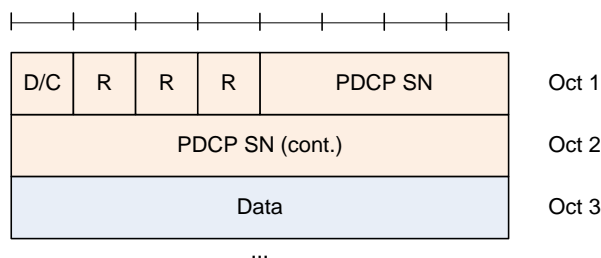 D/C R R R PDCP SN Oct 1
PDCP SN (cont.) Oct 2
Data Oct 3
...